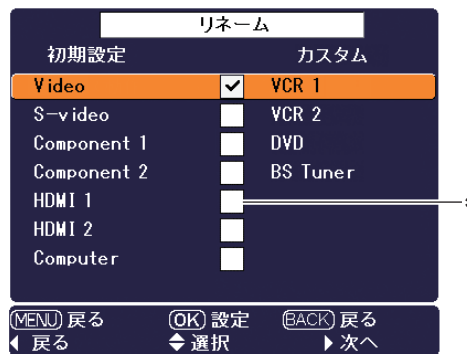 リネーム
初期設定 カスタム
Video VCR 1
S-video VCR 2
Component 1 DVD
Component 2 BS Tuner
HDMI 1
HDMI 2
Computer
MENU 戻る OK 設定 BACK 戻る
戻る 選択 次へ